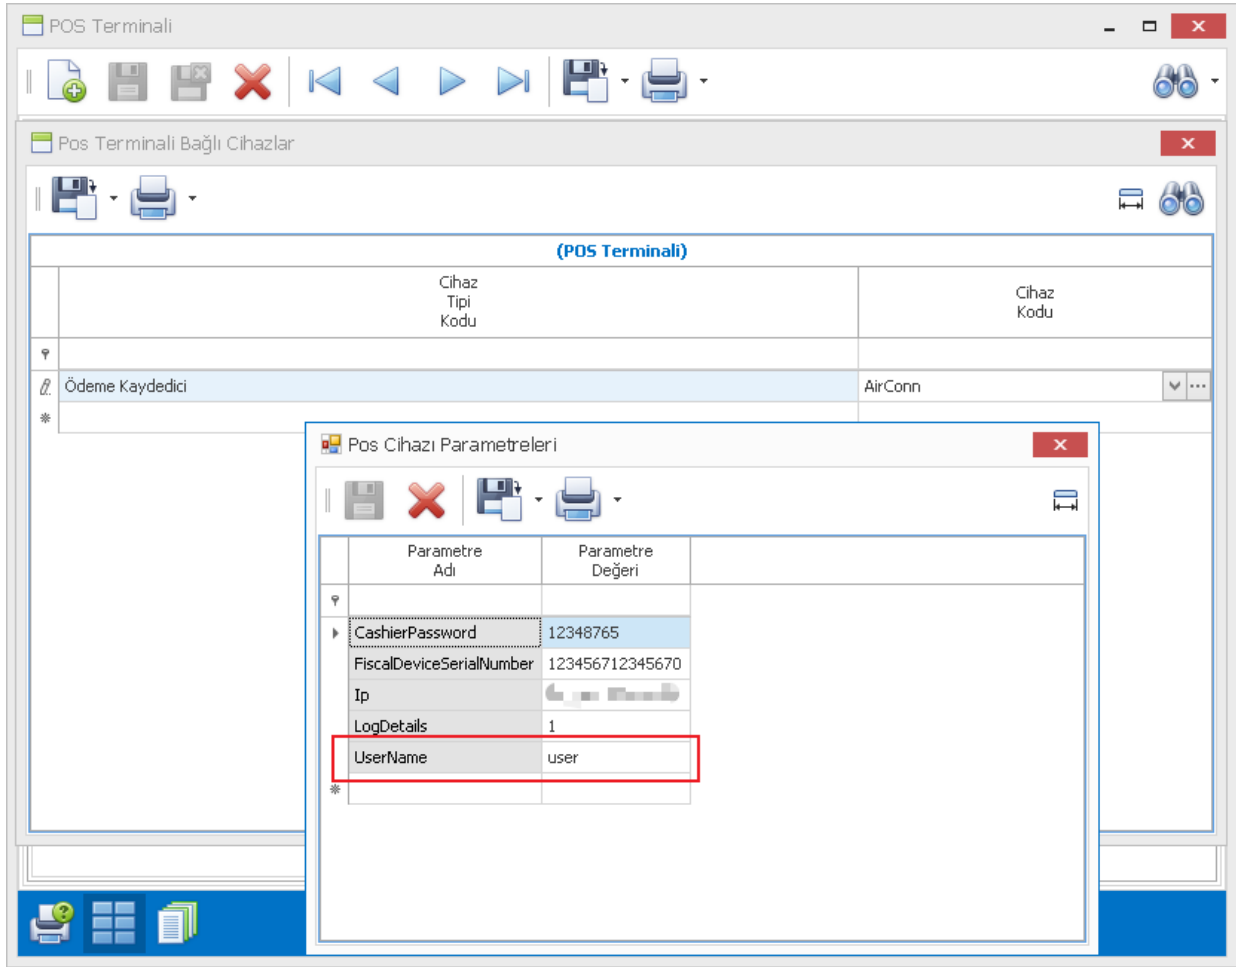 POS Terminali
Pos Terminali Bağlı Cihazlar
(POS Terminali)
Cihaz
Tipi
Kodu
Cihaz
Kodu
Ödeme Kaydedici
AirConn
Pos Cihazı Parametreleri
Parametre
Adı
Parametre
Değeri
CashierPassword 12348765
FiscalDeviceSerialNumber 123456712345670
Ip
LogDetails 1
UserName user